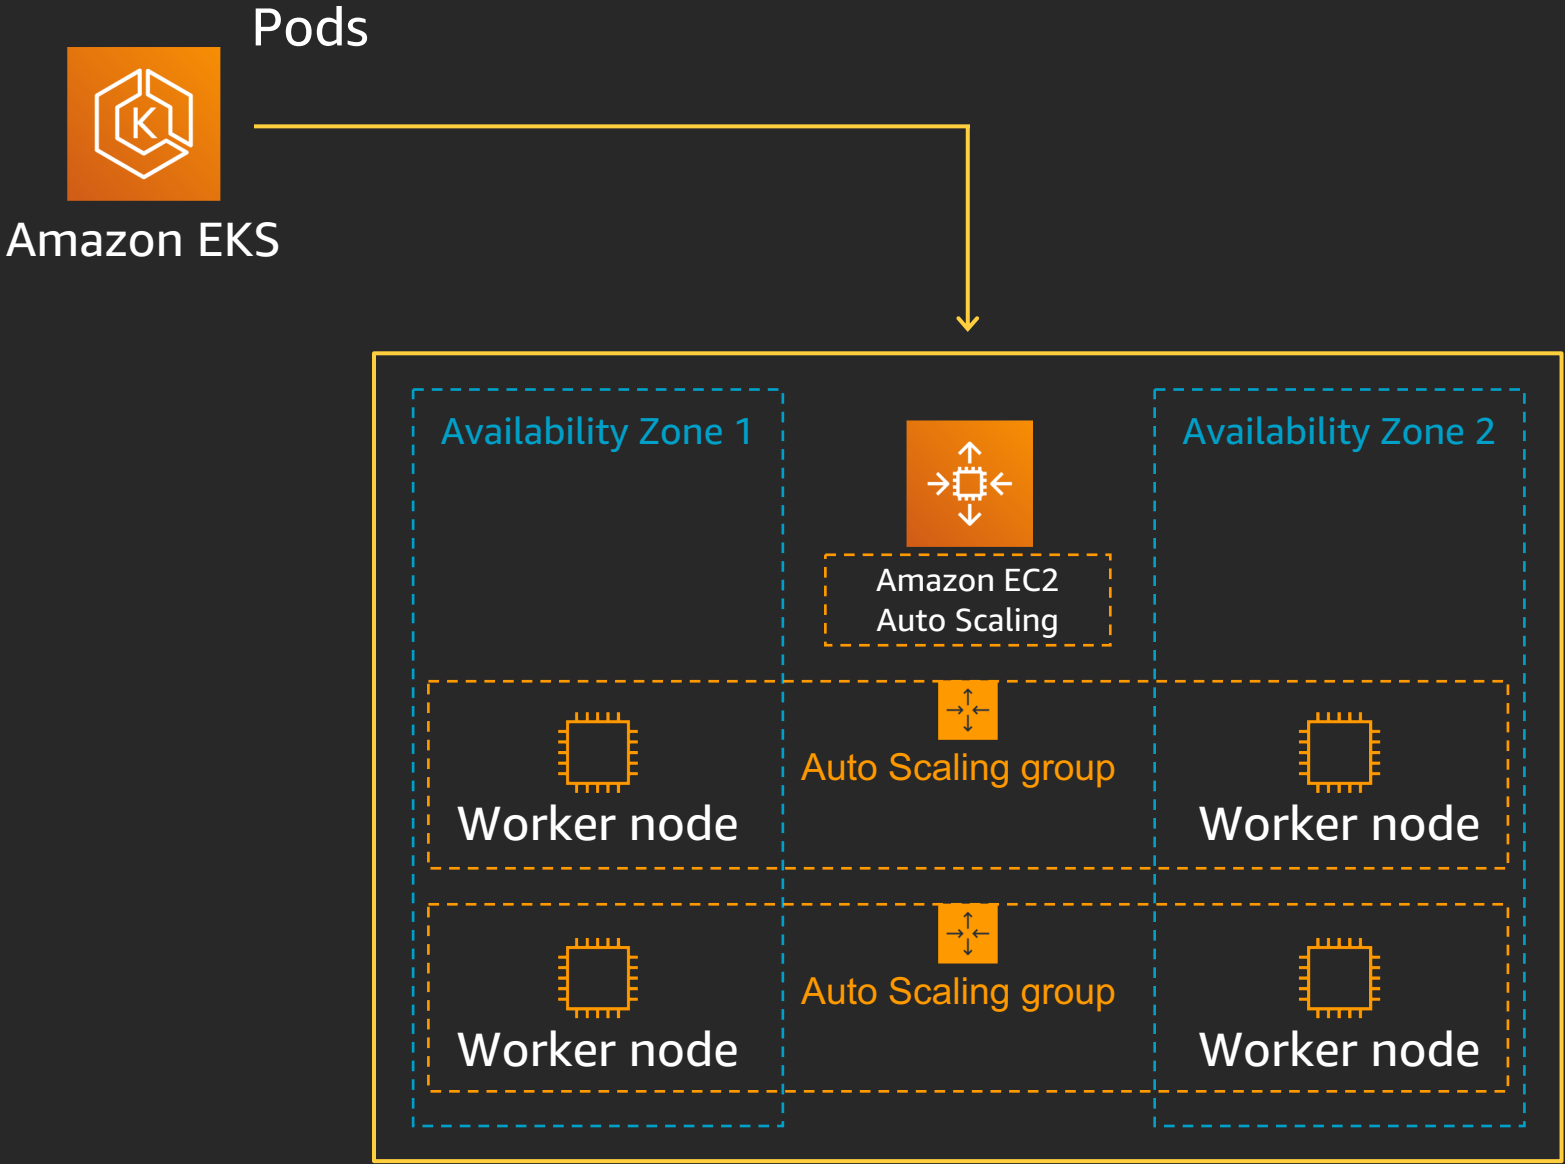 Pods
K
Amazon EKS
Availability Zone 1
Availability Zone 2
Amazon EC2
Auto Scaling
Auto Scaling group
Worker node
Worker node
Auto Scaling group
Worker node
Worker node